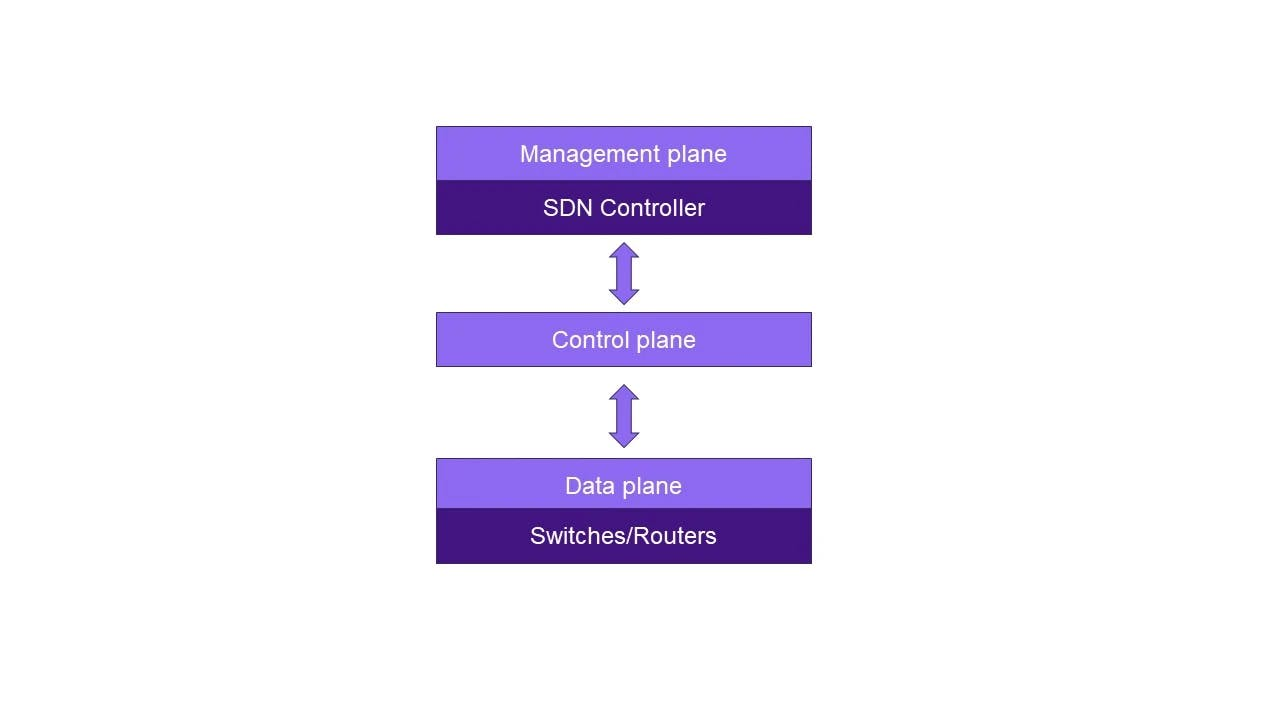 Management plane
SDN Controller
Control plane
Data plane
Switches/Routers